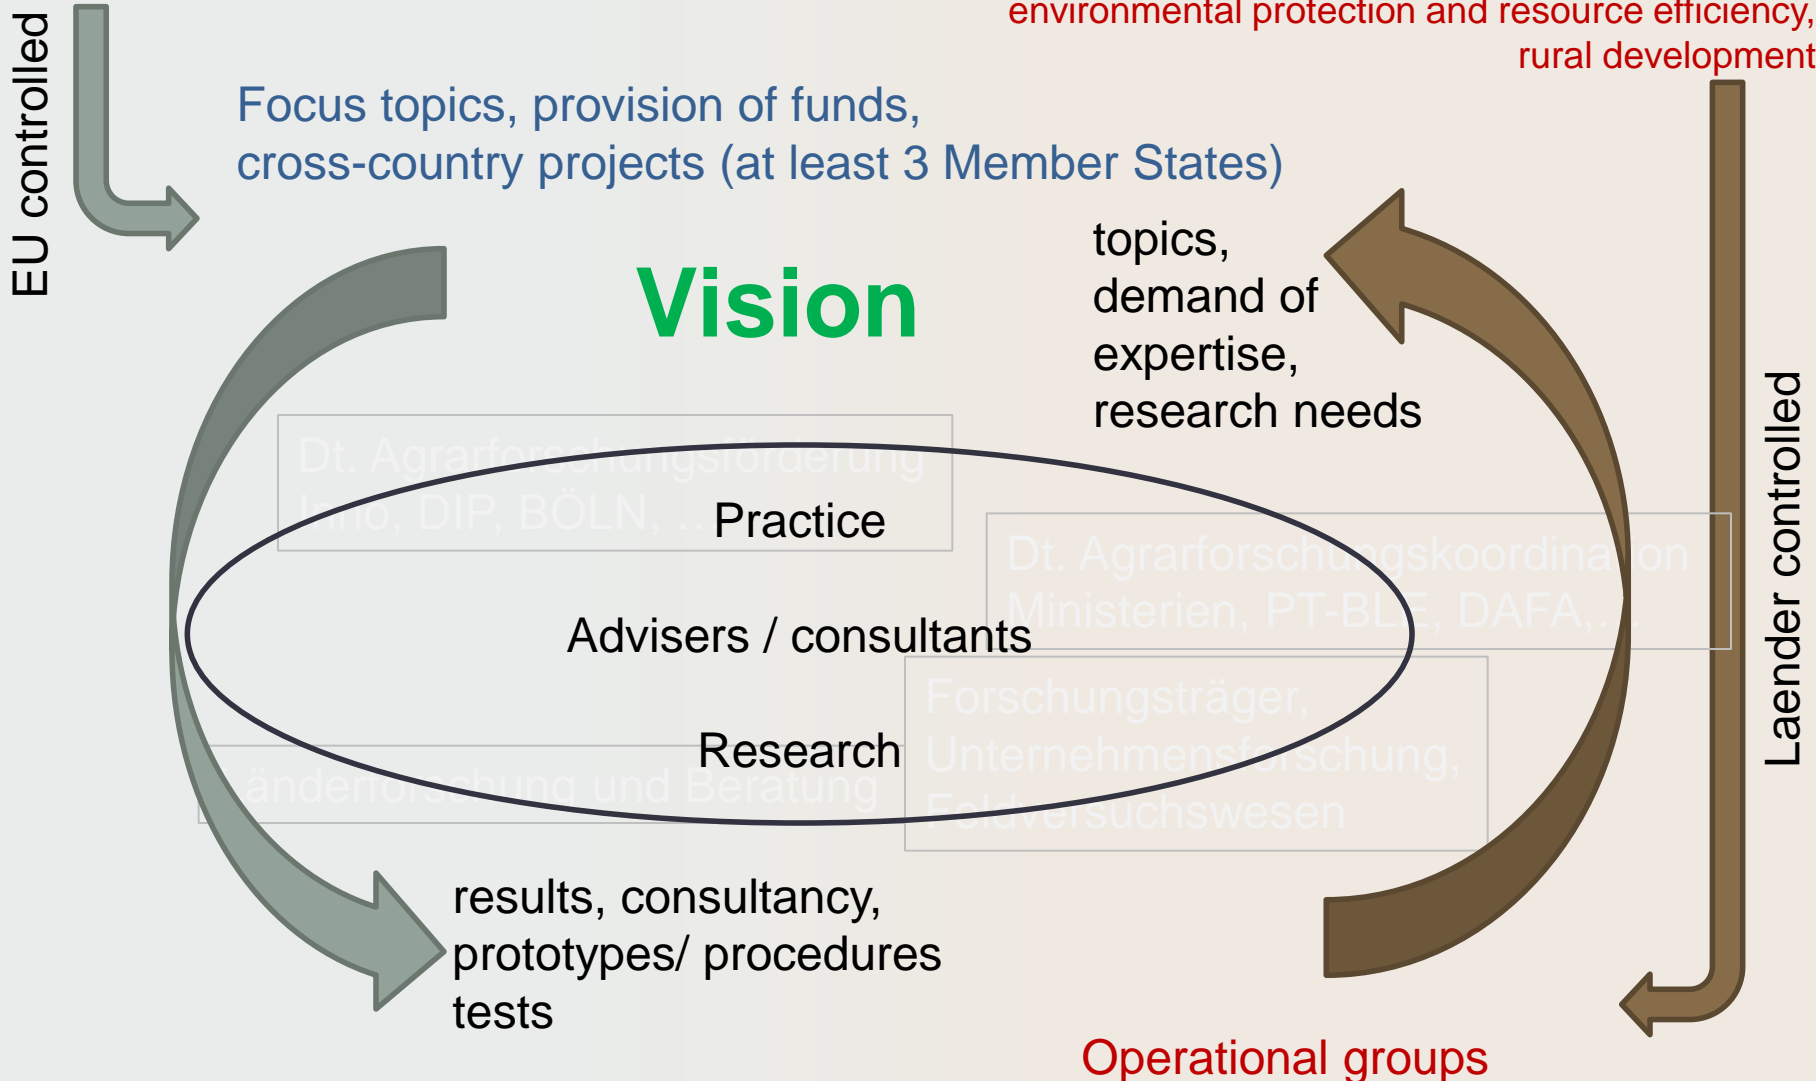 environmental protection and resource efficiency,
rural development
EU controlled
Focus topics, provision of funds,
cross-country projects (at least 3 Member States)
Vision
topics,
demand of
expertise,
research needs
Dt. Agrarforschungsförderung
Inno, DIP, BÖLN, ...
Practice
Dt. Agrarforschungskoordination
Ministerien, PT-BLE, DAFA,...
Advisers / consultants
Laender controlled
Forschungsträger,
Unternehmensforschung,
Feldversuchswesen
Research
Länderforschung und Beratung
results, consultancy,
prototypes/ procedures
tests
Operational groups